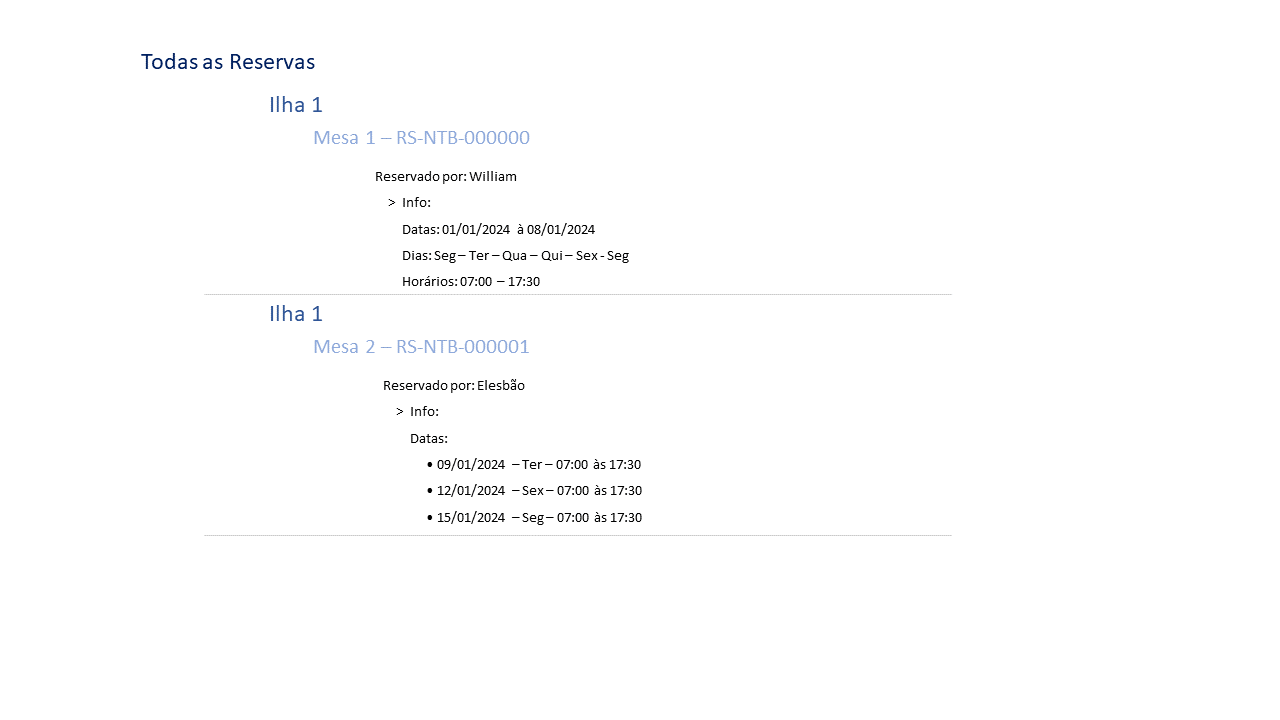 Todas as Reservas
Ilha 1
Mesa 1 – RS-NTB-000000
Reservado por: William
> Info:
Datas: 01/01/2024 à 08/01/2024
Dias: Seg – Ter – Qua – Qui – Sex - Seg
Horários: 07:00 – 17:30
Ilha 1
Mesa 2 – RS-NTB-000001
Reservado por: Elesbão
> Info:
Datas:
• 09/01/2024 – Ter – 07:00 às 17:30
• 12/01/2024 – Sex – 07:00 às 17:30
• 15/01/2024 – Seg – 07:00 às 17:30